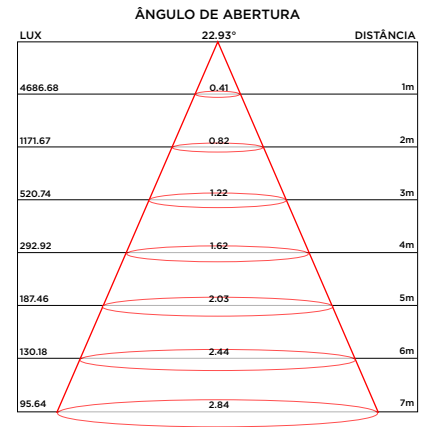 ÂNGULO DE ABERTURA
LUX 22.93° DISTÂNCIA
4686.68 0.41 1m
1171.67 0.82 2m
520.74 1.22 3m
292.92 1.62 4m
187.46 2.03 5m
130.18 2.44 6m
95.64 2.84 7m